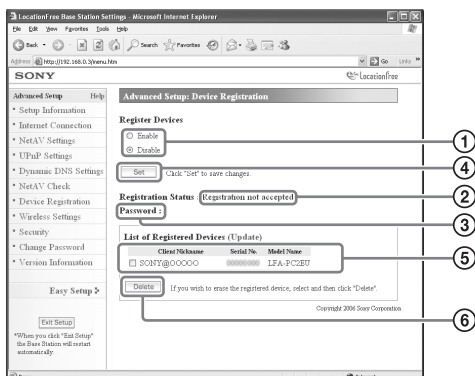 LocationFree Base Station Settings - Microsoft Internet Explorer
File Edit View Favorites Tools Help
Back Search Favorites
Address http://192.168.0.3/menu.htm Go Links
SONY LocationFree
Advanced Setup Help
Setup Information
Internet Connection
NetAV Settings
UPnP Settings
Dynamic DNS Settings
NetAV Check
Device Registration
Wireless Settings
Security
Change Password
Version Information
Easy Setup
Exit Setup
*When you click "Exit Setup"
the Base Station will restart
automatically.
Advanced Setup: Device Registration
Register Devices
Enable
Disable
Set Click "Set" to save changes.
Registration Status : Registration not accepted
Password :
List of Registered Devices (Update)
Client Nickname Serial No. Model Name
SONY@OOOOO 00000000 LFA-PC2EU
Delete If you wish to erase the registered device, select and then click "Delete".
Copyright 2006 Sony Corporation
1
4
2
3
5
6